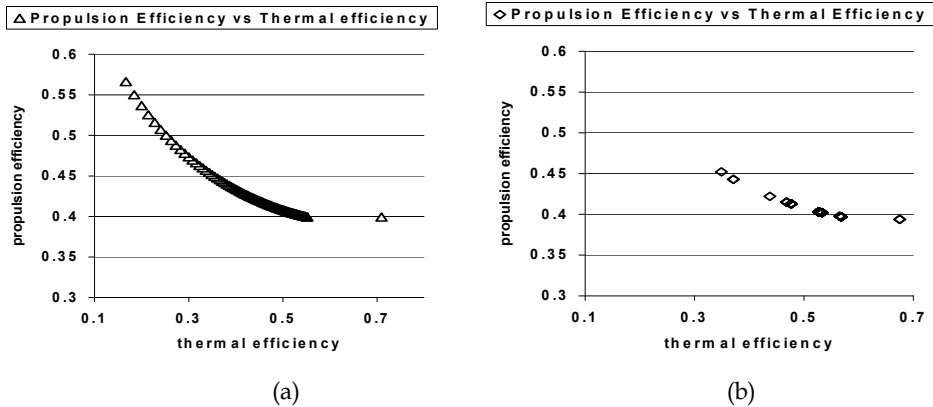 Propulsion Efficiency vs Thermal efficiency
0.6
0.55
0.5
0.45
0.4
0.35
0.3
propulsion efficiency
0.1 0.3 0.5 0.7
thermal efficiency
(a)
Propulsion Efficiency vs Thermal Efficiency
0.6
0.55
0.5
0.45
0.4
0.35
0.3
propulsion efficiency
0.1 0.3 0.5 0.7
thermal efficiency
(b)